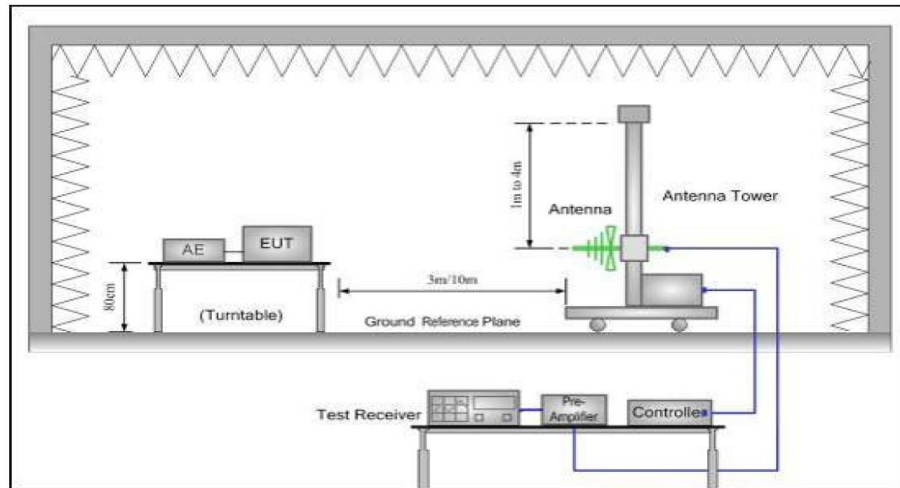 1m to 4m
Antenna
Antenna Tower
AE
EUT
80cm
3m/10m
(Turntable)
Ground Reference Plane
Test Receiver
Pre-
Amplifier
Controlle